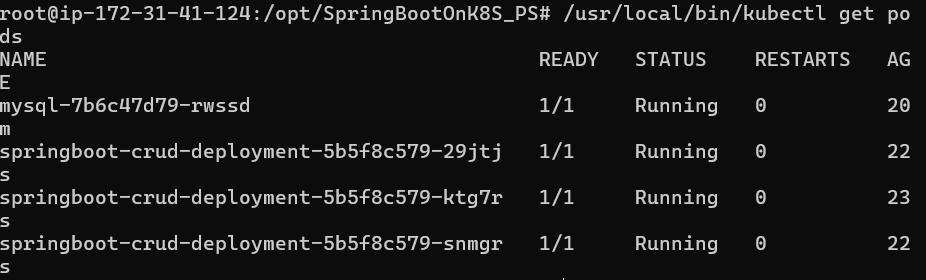 root@ip-172-31-41-124:/opt/SpringBootOnK8S_PS# /usr/local/bin/kubectl get po
ds
NAME                                         READY   STATUS    RESTARTS   AG
E
mysql-7b6c47d79-rwssd                        1/1     Running   0          20
m
springboot-crud-deployment-5b5f8c579-29jtj   1/1     Running   0          22
s
springboot-crud-deployment-5b5f8c579-ktg7r   1/1     Running   0          23
s
springboot-crud-deployment-5b5f8c579-snmgr   1/1     Running   0          22
s